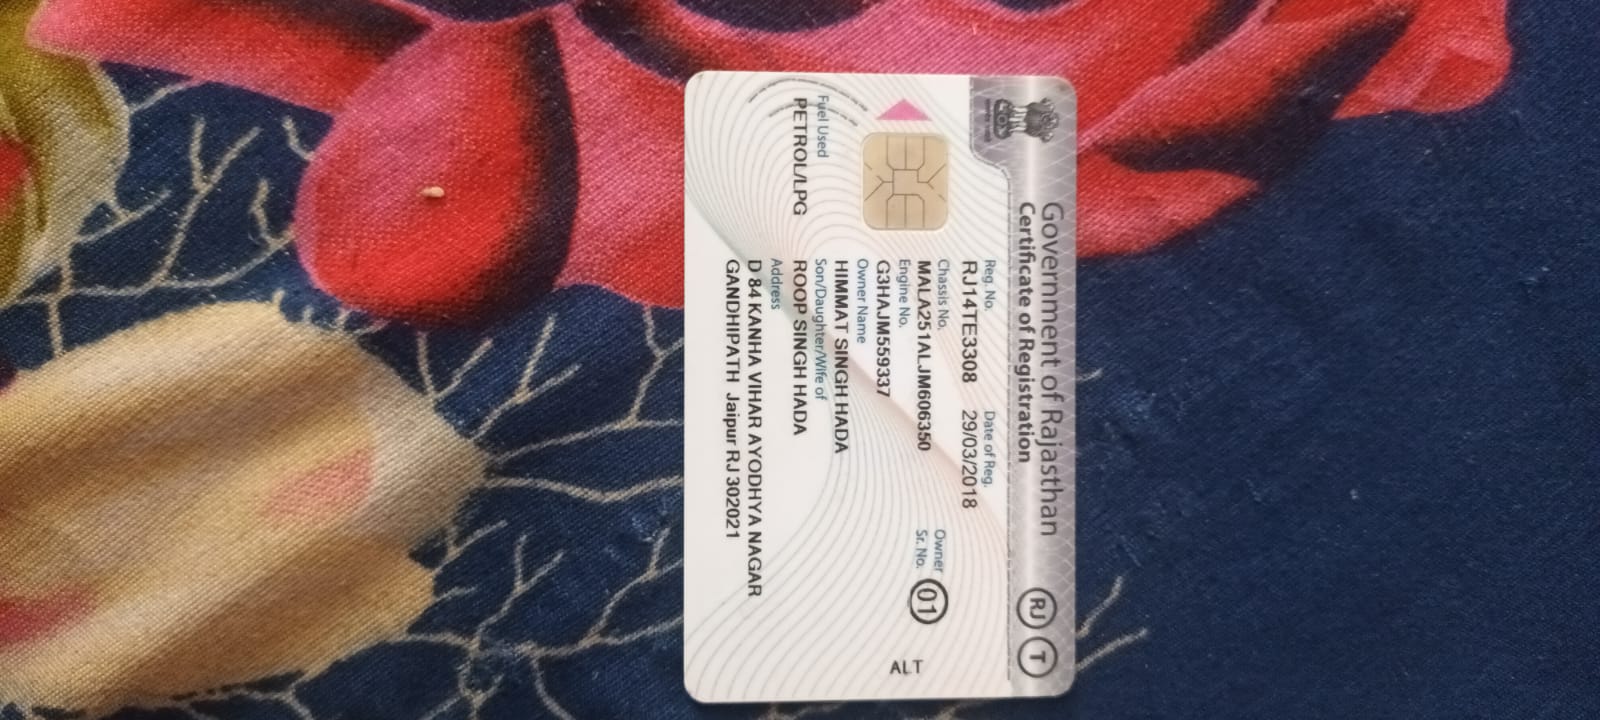 Government of Rajasthan
Certificate of Registration
RJ T
Reg. No. Date of Reg.
RJ14TE3308 29/03/2018
Chassis No. Owner
MALA251ALJM606350 Sr. No. 01
Engine No.
G3HAJM559337
ALT
Owner Name
HIMMAT SINGH HADA
Fuel Used Son/Daughter/Wife of
PETROL/LPG ROOP SINGH HADA
Address
D 84 KANHA VIHAR AYODHYA NAGAR
GANDHIPATH Jaipur RJ 302021